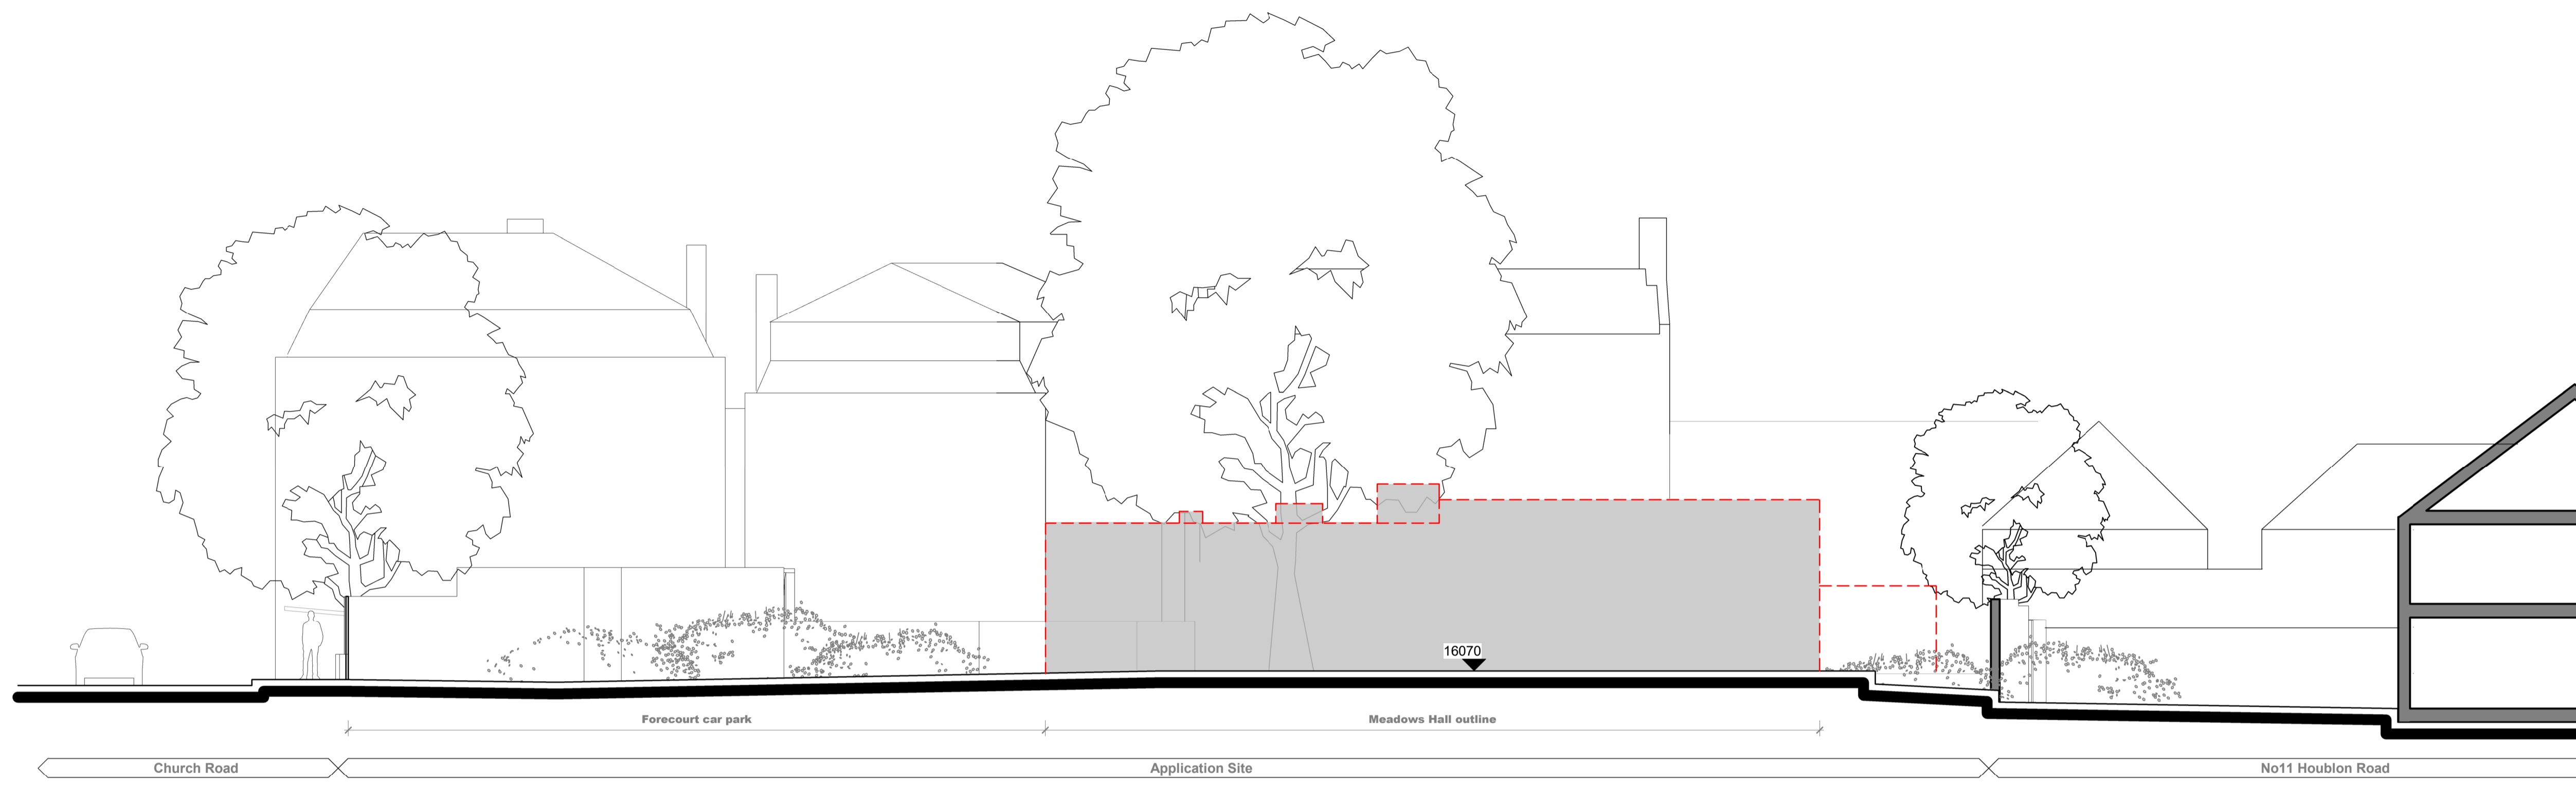 16070
Forecourt car park
Meadows Hall outline
Church Road
Application Site
No11 Houblon Road